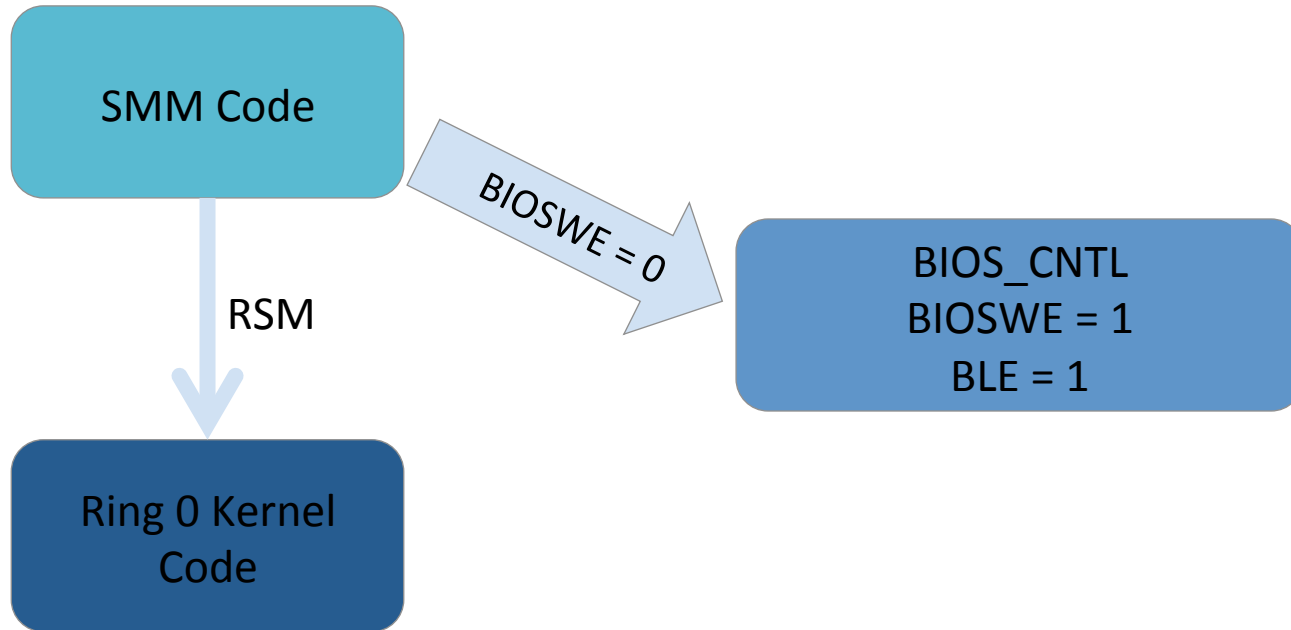 SMM Code
BIOSWE = 0
BIOS_CNTL
BIOSWE = 1
BLE = 1
RSM
Ring 0 Kernel
Code